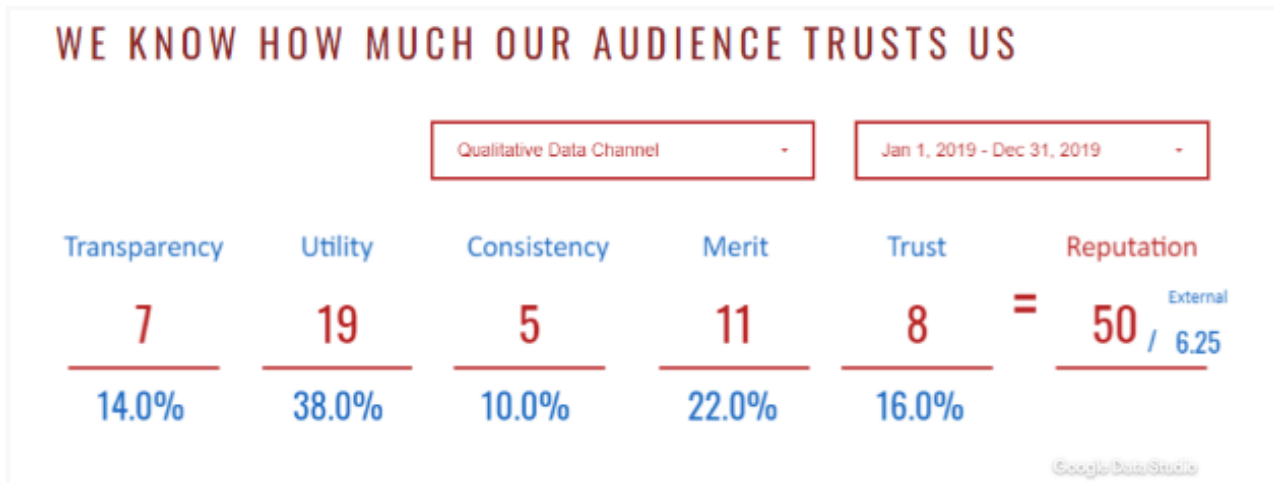 WE KNOW HOW MUCH OUR AUDIENCE TRUSTS US
Qualitative Data Channel
Jan 1, 2019 - Dec 31, 2019
Transparency Utility Consistency Merit Trust Reputation
7 19 5 11 8 = 50 / External 6.25
14.0% 38.0% 10.0% 22.0% 16.0%
Google Data Studio